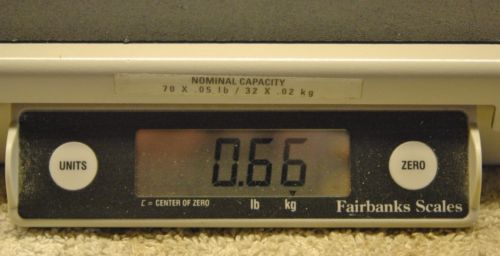 NOMINAL CAPACITY
70 X .05 lb / 32 X .02 kg
UNITS
0.66
ZERO
C = CENTER OF ZERO
lb kg
Fairbanks Scales